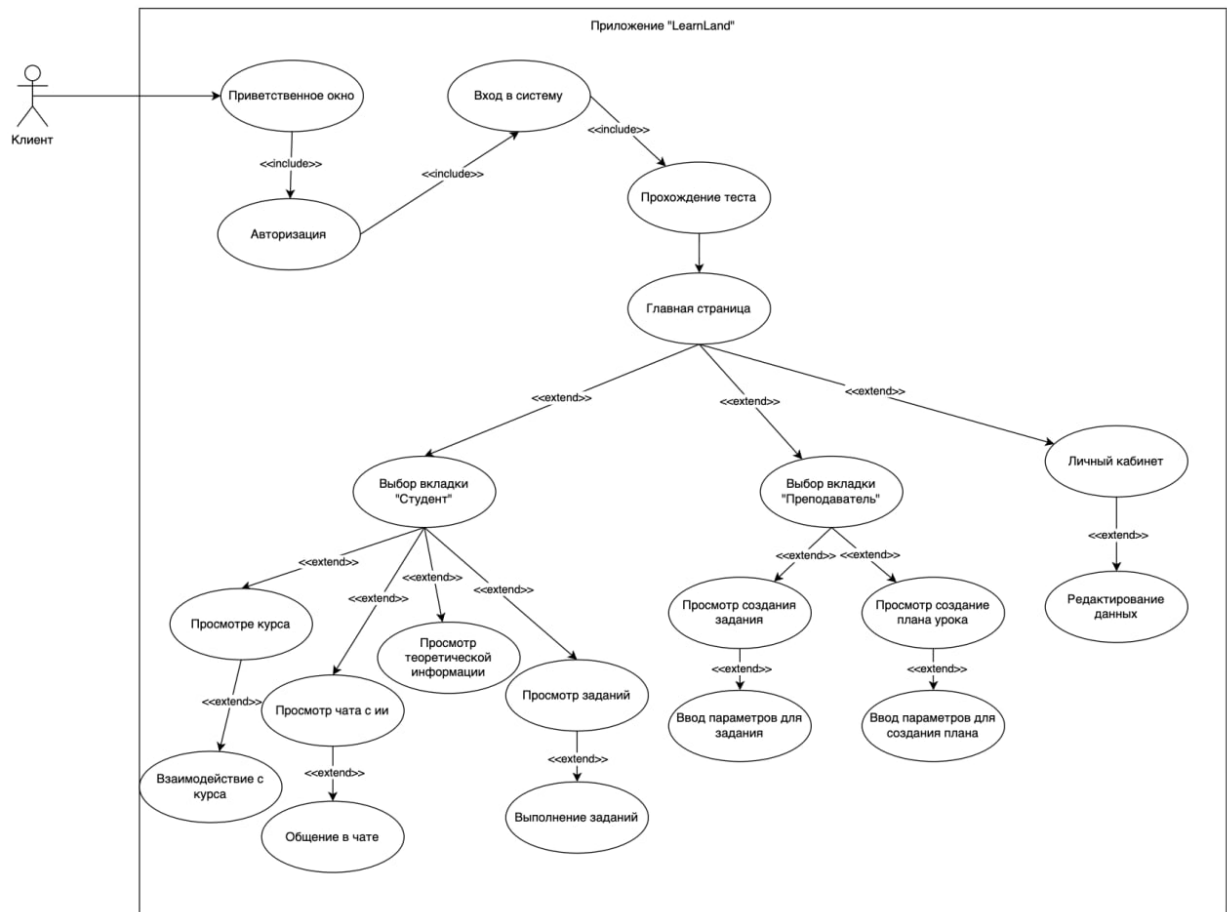 Приложение "LearnLand"
Клиент
Приветственное окно
Вход в систему
<<include>>
<<include>>
<<include>>
Прохождение теста
Авторизация
Главная страница
<<extend>>
<<extend>>
<<extend>>
Выбор вкладки
"Студент"
Выбор вкладки
"Преподаватель"
Личный кабинет
<<extend>>
<<extend>>
<<extend>>
<<extend>>
<<extend>>
<<extend>>
<<extend>>
Просмотре курса
Просмотр
теоретической
информации
Просмотр чата с ии
Просмотр заданий
Просмотр создания
задания
Просмотр создание
плана урока
Редактирование
данных
<<extend>>
<<extend>>
<<extend>>
<<extend>>
<<extend>>
Взаимодействие с
курса
Общение в чате
Выполнение заданий
Ввод параметров для
задания
Ввод параметров для
создания плана